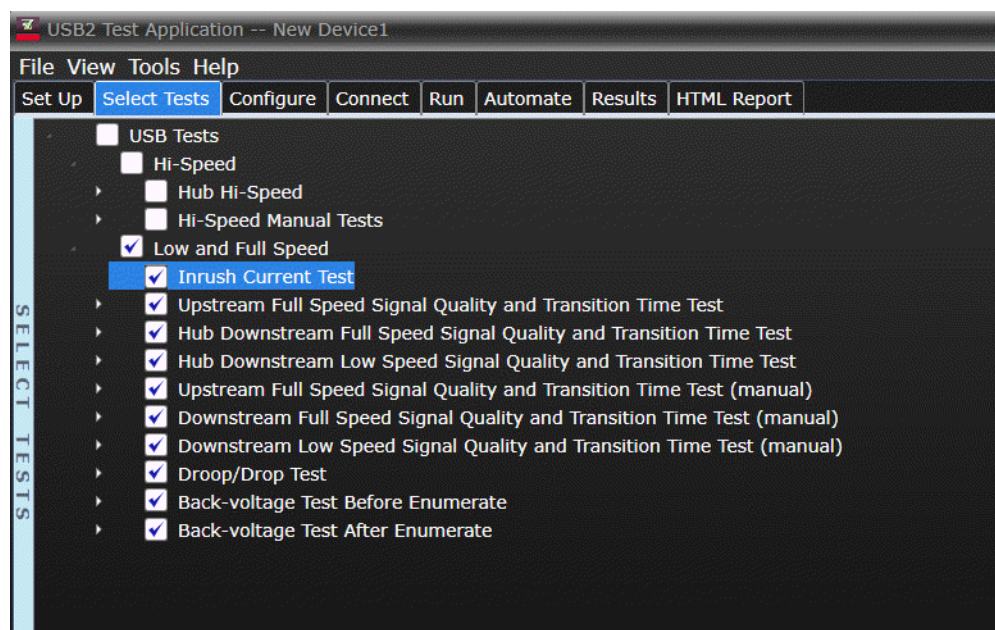 USB2 Test Application -- New Device1
File View Tools Help
Set Up Select Tests Configure Connect Run Automate Results HTML Report
USB Tests
Hi-Speed
Hub Hi-Speed
Hi-Speed Manual Tests
Low and Full Speed
Inrush Current Test
Upstream Full Speed Signal Quality and Transition Time Test
Hub Downstream Full Speed Signal Quality and Transition Time Test
Hub Downstream Low Speed Signal Quality and Transition Time Test
Upstream Full Speed Signal Quality and Transition Time Test (manual)
Downstream Full Speed Signal Quality and Transition Time Test (manual)
Downstream Low Speed Signal Quality and Transition Time Test (manual)
Droop/Drop Test
Back-voltage Test Before Enumerate
Back-voltage Test After Enumerate
SELECT TESTS